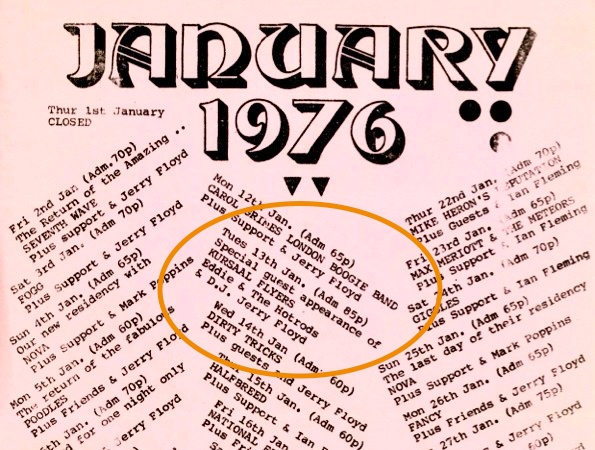 JANUARY
1976
Thur 1st January
CLOSED
Fri 2nd Jan (Adm.70p)
The Return of the Amazing ..
SEVENTH WAVE
Plus support & Jerry Floyd
Sat 3rd Jan. (Adm 70p)
FOGG
Plus Support & Jerry Floyd
Sun 4th Jan. (Adm 65p)
Our new residency with
NOVA
Plus Support & Mark Poppins
Mon 5th Jan. (Adm 60p)
The return of the fabulous
POODLES
Plus Friends & Jerry Floyd
Jan. (Adm 70p)
for one night only
& Jerry Floyd
Mon 12th Jan. (Adm 65p)
CAROL GRIMES LONDON BOOGIE BAND
Plus Support & Jerry Floyd
Tues 13th Jan. (Adm 85p)
Special guest appearance of
KURSAAL FLYERS
Eddie & The Hotrods
& D.J. Jerry Floyd
Wed 14th Jan (Adm. 60p)
DIRTY TRICKS
Plus guests and Jerry Floyd
Thur 15th Jan. (Adm 60p)
HALFBREED
Plus Support & Ian
Fri 16th Jan
NATIONAL
Plus
Thur 22nd Jan. (Adm 70p)
MIKE HERON'S REPUTATION
Plus Guests & Ian Fleming
Fri 23rd Jan. (Adm 65p)
MAX MERIOTT & THE METEORS
Plus Support & Ian Fleming
Sat 24th Jan. (Adm 70p)
GIGGLES
Plus Support & Ian Fleming
Sun 25th Jan. (Adm 65p)
The last day of their residency
NOVA
Plus Support & Mark Poppins
Mon 26th Jan. (Adm 65p)
FANCY
Plus Friends & Jerry Floyd
27th Jan. (Adm 75p)